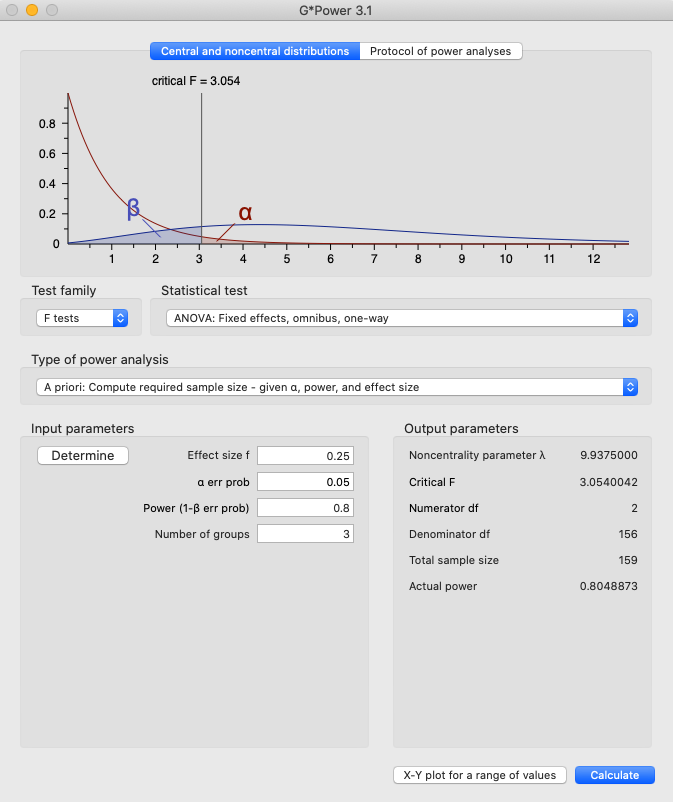 G*Power 3.1
Central and noncentral distributions Protocol of power analyses
critical F = 3.054
0.8
0.6
0.4
0.2
0
β
α
1 2 3 4 5 6 7 8 9 10 11 12
Test family Statistical test
F tests ANOVA: Fixed effects, omnibus, one-way
Type of power analysis
A priori: Compute required sample size - given α, power, and effect size
Input parameters Output parameters
Determine Effect size f 0.25 Noncentrality parameter λ 9.9375000
α err prob 0.05 Critical F 3.0540042
Power (1-β err prob) 0.8 Numerator df 2
Number of groups 3 Denominator df 156
Total sample size 159
Actual power 0.8048873
X-Y plot for a range of values Calculate